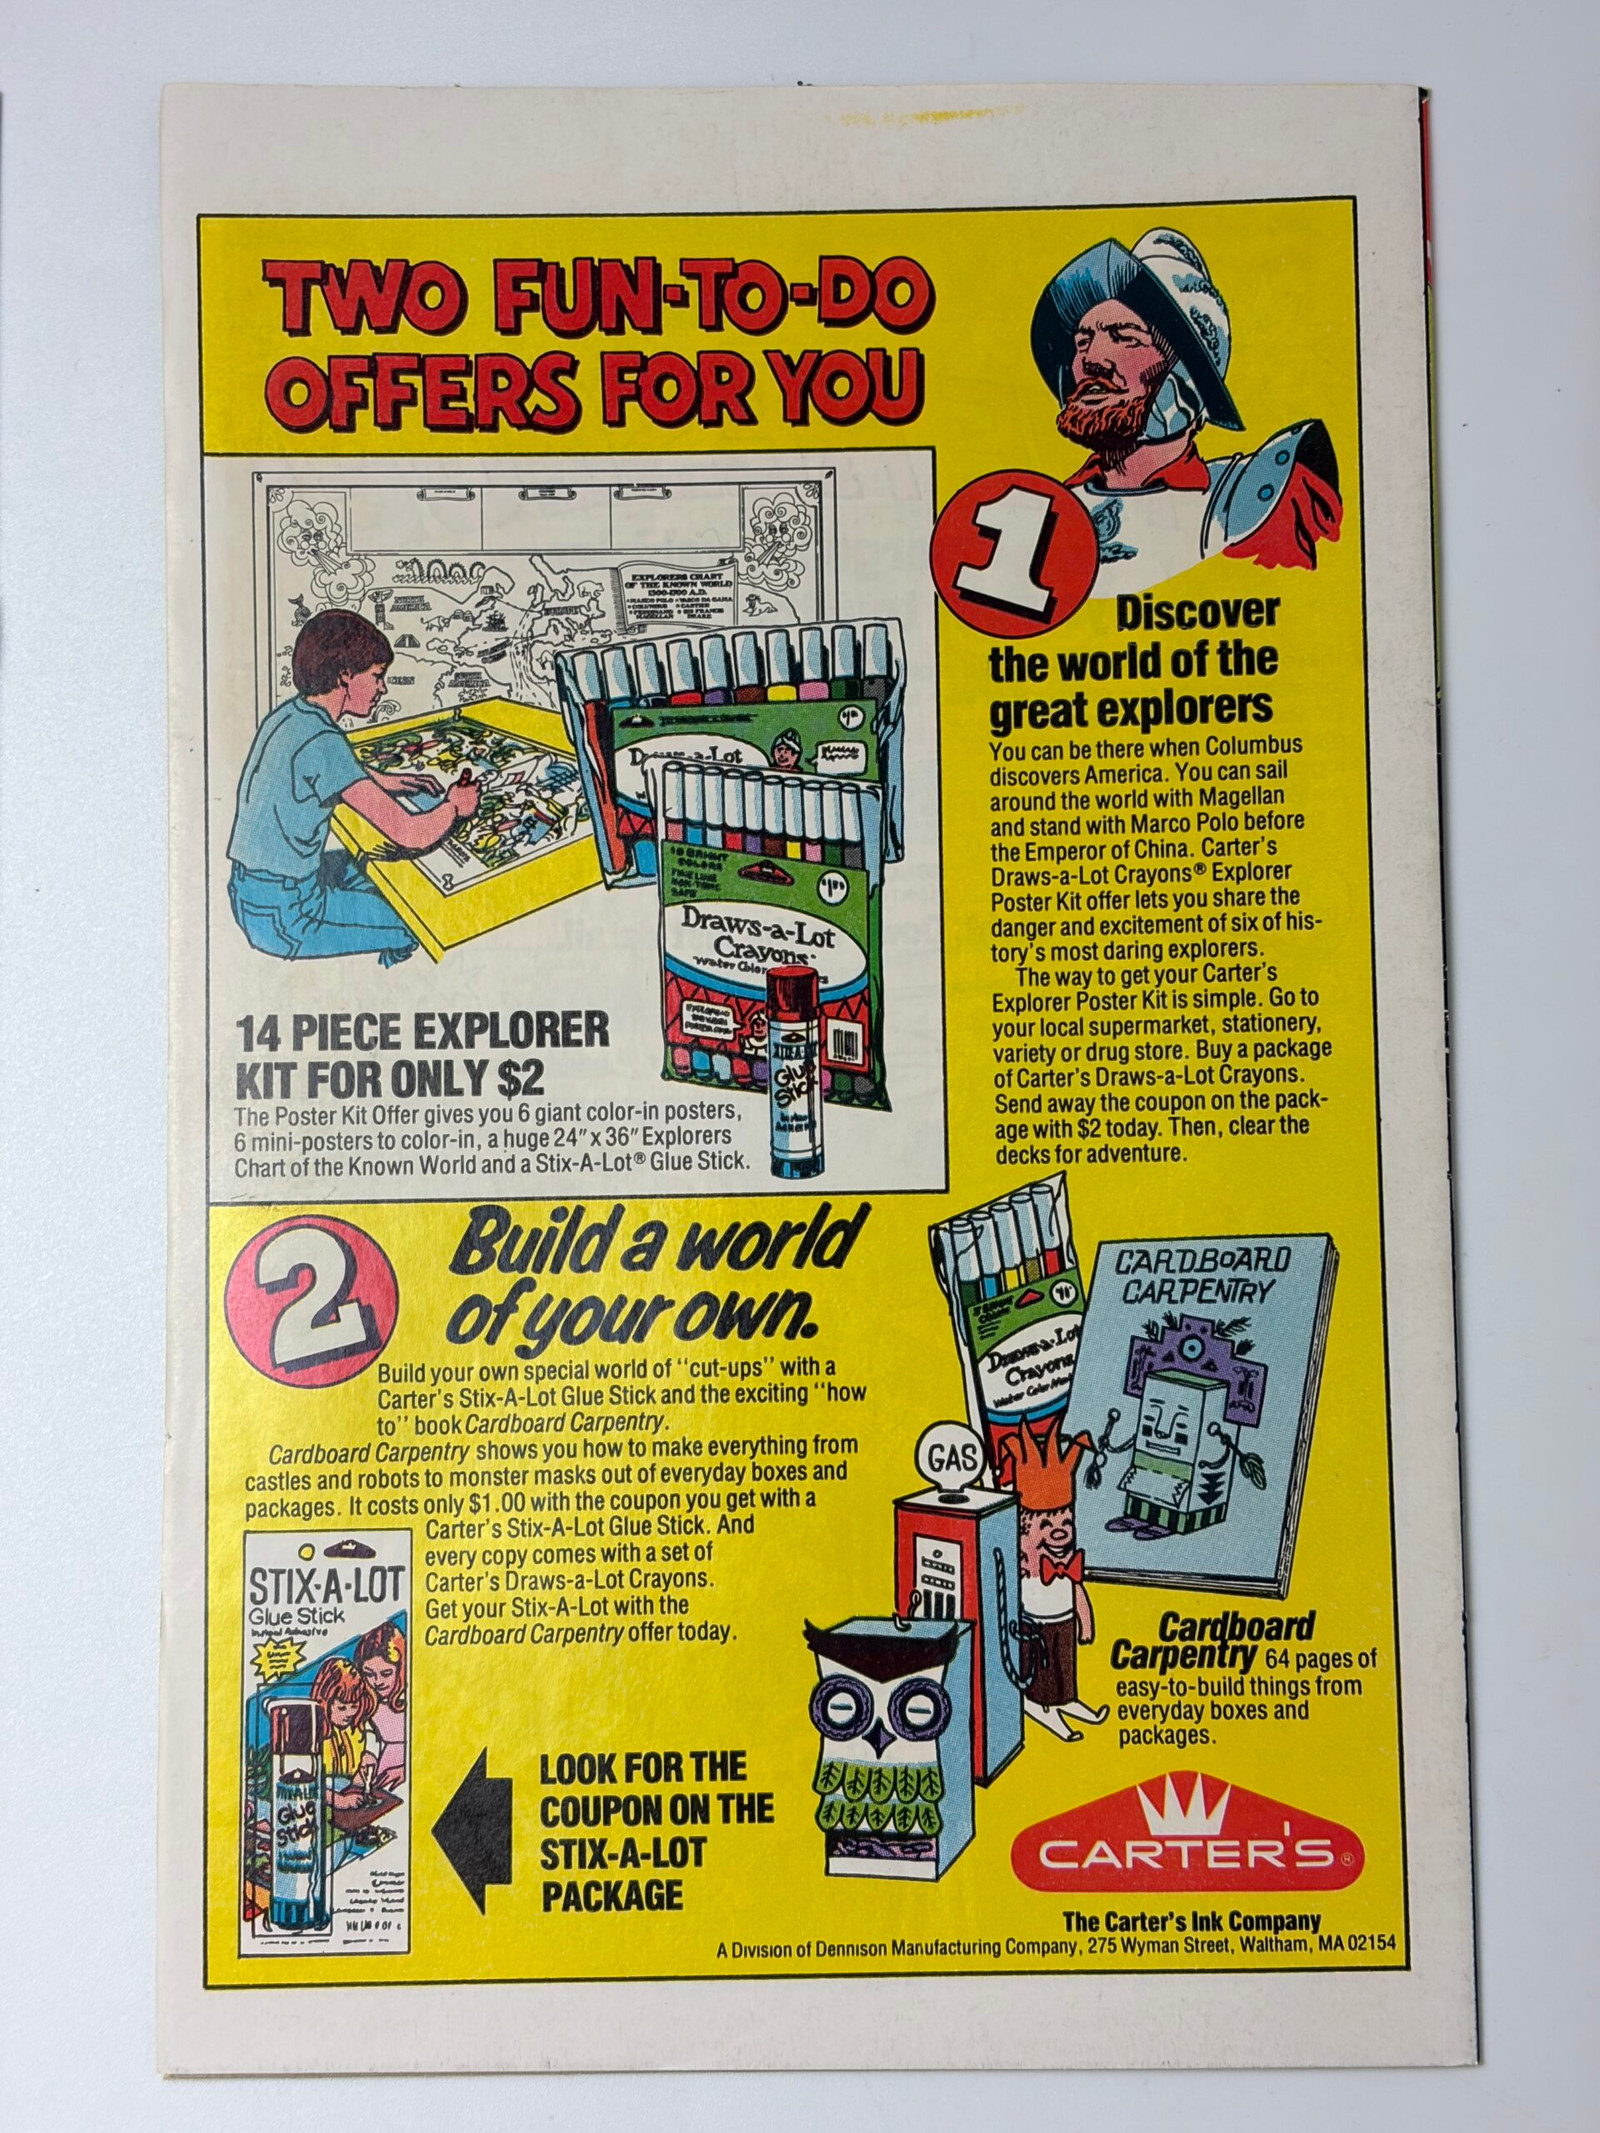 TWO FUN-TO-DO
OFFERS FOR YOU
EXPLORERS CHART
OF THE KNOWN WORLD
1300-1700 A.D.
Draws-a-Lot
Draws-a-Lot
Crayons
Water Color
Glue
Stick
14 PIECE EXPLORER
KIT FOR ONLY $2
The Poster Kit Offer gives you 6 giant color-in posters,
6 mini-posters to color-in, a huge 24″ x 36″ Explorers
Chart of the Known World and a Stix-A-Lot® Glue Stick.
1
Discover
the world of the
great explorers
You can be there when Columbus
discovers America. You can sail
around the world with Magellan
and stand with Marco Polo before
the Emperor of China. Carter's
Draws-a-Lot Crayons® Explorer
Poster Kit offer lets you share the
danger and excitement of six of his-
tory's most daring explorers.
The way to get your Carter's
Explorer Poster Kit is simple. Go to
your local supermarket, stationery,
variety or drug store. Buy a package
of Carter's Draws-a-Lot Crayons.
Send away the coupon on the pack-
age with $2 today. Then, clear the
decks for adventure.
2
Build a world
of your own.
Build your own special world of "cut-ups" with a
Carter's Stix-A-Lot Glue Stick and the exciting "how
to" book Cardboard Carpentry.
Cardboard Carpentry shows you how to make everything from
castles and robots to monster masks out of everyday boxes and
packages. It costs only $1.00 with the coupon you get with a
Carter's Stix-A-Lot Glue Stick. And
every copy comes with a set of
Carter's Draws-a-Lot Crayons.
Get your Stix-A-Lot with the
Cardboard Carpentry offer today.
STIX-A-LOT
Glue Stick
Instant Adhesive
Glue
Stick
LOOK FOR THE
COUPON ON THE
STIX-A-LOT
PACKAGE
Draws-a-Lot
Crayons
CARDBOARD
CARPENTRY
GAS
Cardboard
Carpentry 64 pages of
easy-to-build things from
everyday boxes and
packages.
CARTER'S®
The Carter's Ink Company
A Division of Dennison Manufacturing Company, 275 Wyman Street, Waltham, MA 02154